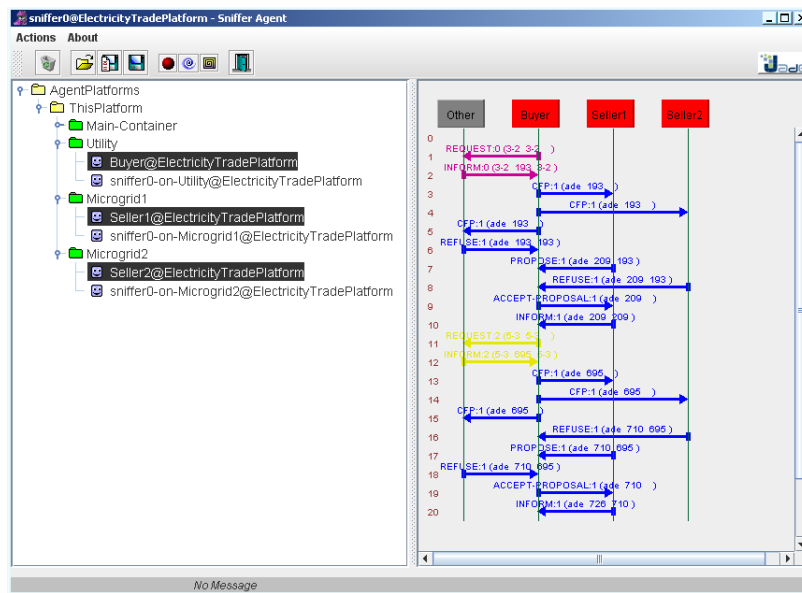 sniffer0@ElectricityTradePlatform - Sniffer Agent
Actions About
AgentPlatforms
ThisPlatform
Main-Container
Utility
Buyer@ElectricityTradePlatform
sniffer0-on-Utility@ElectricityTradePlatform
Microgrid1
Seller1@ElectricityTradePlatform
sniffer0-on-Microgrid1@ElectricityTradePlatform
Microgrid2
Seller2@ElectricityTradePlatform
sniffer0-on-Microgrid2@ElectricityTradePlatform
Other Buyer Seller1 Seller2
0
REQUEST:0 (3-2 3-2 )
1
INFORM:0 (3-2 193 3-2 )
2
CFP:1 (ade 193 )
3
CFP:1 (ade 193 )
4
CFP:1 (ade 193 )
5
REFUSE:1 (ade 193 193 )
6
PROPOSE:1 (ade 209 193 )
7
REFUSE:1 (ade 209 193 )
8
ACCEPT-PROPOSAL:1 (ade 209 )
9
INFORM:1 (ade 209 209 )
10
REQUEST:2 (5-3 5-3 )
11
INFORM:2 (5-3 695 5-3 )
12
CFP:1 (ade 695 )
13
CFP:1 (ade 695 )
14
CFP:1 (ade 695 )
15
REFUSE:1 (ade 710 695 )
16
PROPOSE:1 (ade 710 695 )
17
REFUSE:1 (ade 710 695 )
18
ACCEPT-PROPOSAL:1 (ade 710 )
19
INFORM:1 (ade 726 710 )
20
No Message